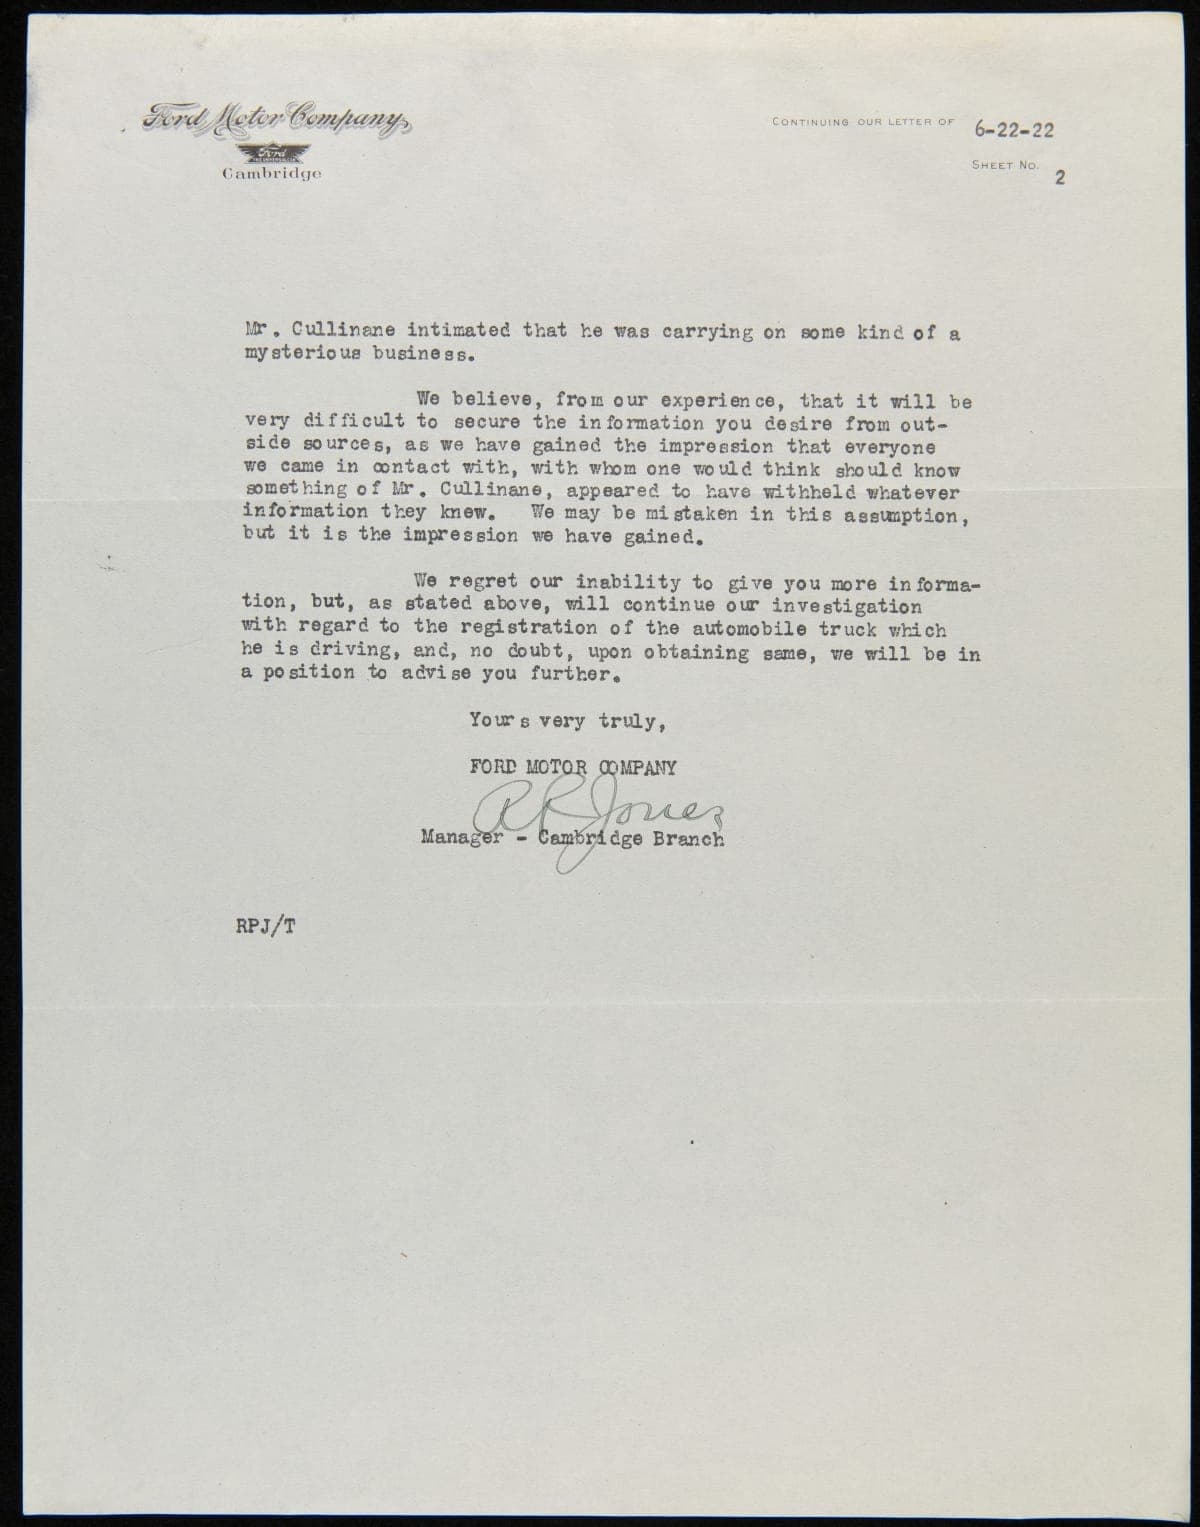 Ford Motor Company
Ford
Cambridge
CONTINUING OUR LETTER OF 6-22-22
SHEET NO. 2
Mr. Cullinane intimated that he was carrying on some kind of a
mysterious business.
We believe, from our experience, that it will be
very difficult to secure the information you desire from out-
side sources, as we have gained the impression that everyone
we came in contact with, with whom one would think should know
something of Mr. Cullinane, appeared to have withheld whatever
information they knew. We may be mistaken in this assumption,
but it is the impression we have gained.
We regret our inability to give you more informa-
tion, but, as stated above, will continue our investigation
with regard to the registration of the automobile truck which
he is driving, and, no doubt, upon obtaining same, we will be in
a position to advise you further.
Yours very truly,
FORD MOTOR COMPANY
RP Jones
Manager - Cambridge Branch
RPJ/T